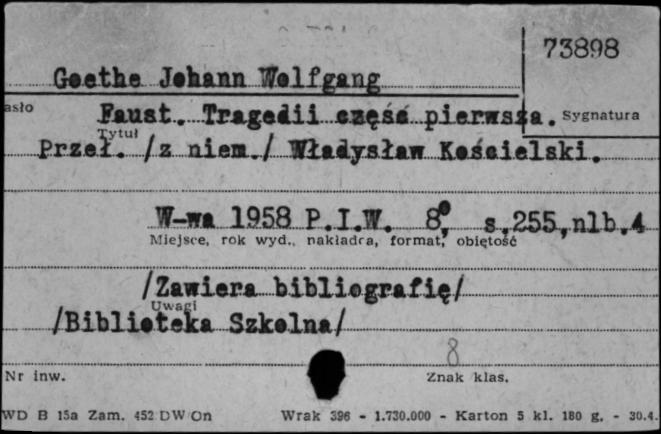 73898
Goethe Johann Wolfgang
asło
Faust. Tragedii część pierwsza. Sygnatura
Tytuł
Przeł. /z niem./ Władysław Kościelski.
W-wa 1958 P.I.W. 8°, s.255,nlb.4
Miejsce, rok wyd., nakładca, format, objętość
/Zawiera bibliografię/
Uwagi
/Biblioteka Szkolna/
8
Nr inw. Znak klas.
WD B 15a Zam. 452 DW On Wrak 396 - 1.730.000 - Karton 5 kl. 180 g. - 30.4.